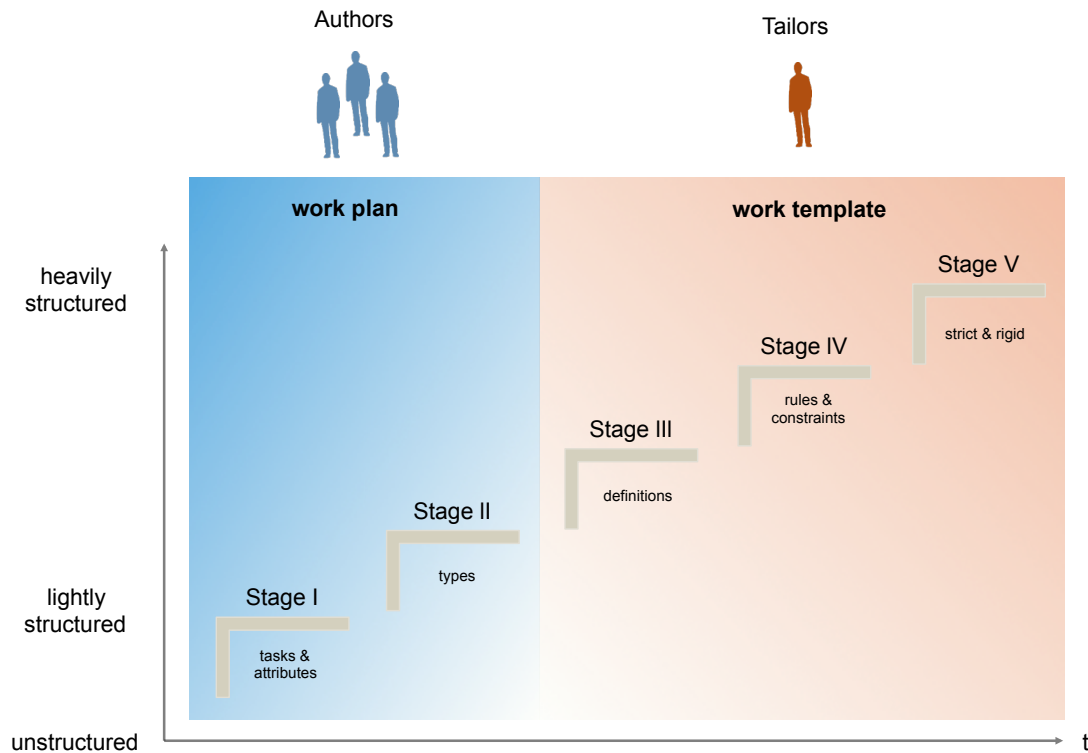 Authors
Tailors
work plan
work template
heavily
structured
Stage V
strict & rigid
Stage IV
rules &
constraints
Stage III
definitions
Stage II
types
lightly
structured
Stage I
tasks &
attributes
unstructured
t